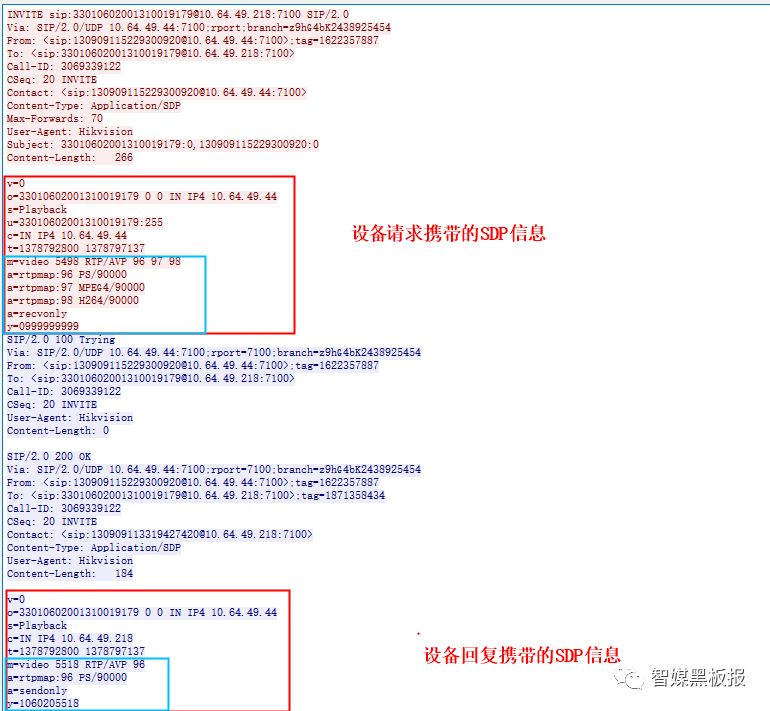 INVITE sip:33010602001310019179@10.64.49.218:7100 SIP/2.0
Via: SIP/2.0/UDP 10.64.49.44:7100;rport;branch=z9hG4bK2438925454
From: <sip:130909115229300920@10.64.49.44:7100>;tag=1622357887
To: <sip:33010602001310019179@10.64.49.218:7100>
Call-ID: 3069339122
CSeq: 20 INVITE
Contact: <sip:130909115229300920@10.64.49.44:7100>
Content-Type: Application/SDP
Max-Forwards: 70
User-Agent: Hikvision
Subject: 33010602001310019179:0,130909115229300920:0
Content-Length:   266
v=0
o=33010602001310019179 0 0 IN IP4 10.64.49.44
s=Playback
u=33010602001310019179:255
设备请求携带的SDP信息
c=IN IP4 10.64.49.44
t=1378792800 1378797137
m=video 5498 RTP/AVP 96 97 98
a=rtpmap:96 PS/90000
a=rtpmap:97 MPEG4/90000
a=rtpmap:98 H264/90000
a=recvonly
y=0999999999
SIP/2.0 100 Trying
Via: SIP/2.0/UDP 10.64.49.44:7100;rport=7100;branch=z9hG4bK2438925454
From: <sip:130909115229300920@10.64.49.44:7100>;tag=1622357887
To: <sip:33010602001310019179@10.64.49.218:7100>
Call-ID: 3069339122
CSeq: 20 INVITE
User-Agent: Hikvision
Content-Length: 0
SIP/2.0 200 OK
Via: SIP/2.0/UDP 10.64.49.44:7100;rport=7100;branch=z9hG4bK2438925454
From: <sip:130909115229300920@10.64.49.44:7100>;tag=1622357887
To: <sip:33010602001310019179@10.64.49.218:7100>;tag=1871358434
Call-ID: 3069339122
CSeq: 20 INVITE
Contact: <sip:130909113319427420@10.64.49.218:7100>
Content-Type: Application/SDP
User-Agent: Hikvision
Content-Length:   184
v=0
o=33010602001310019179 0 0 IN IP4 10.64.49.44
s=Playback
c=IN IP4 10.64.49.218
t=1378792800 1378797137
设备回复携带的SDP信息
m=video 5518 RTP/AVP 96
a=rtpmap:96 PS/90000
a=sendonly
y=1060205518
智媒黑板报